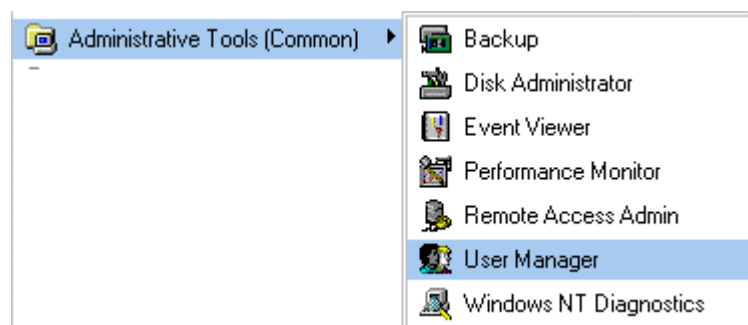 Administrative Tools (Common)
Backup
Disk Administrator
Event Viewer
Performance Monitor
Remote Access Admin
User Manager
Windows NT Diagnostics